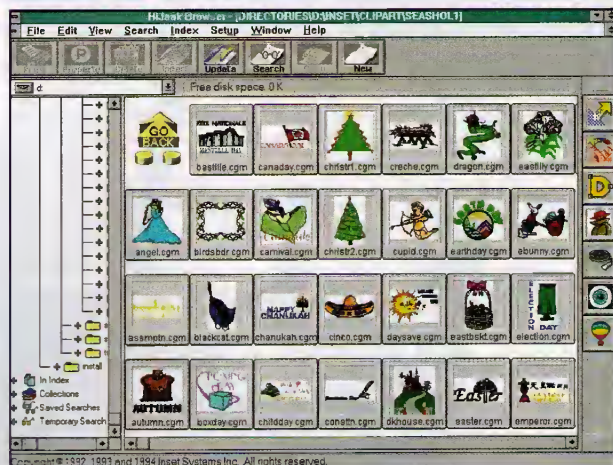 HiJaak Browser - [DIRECTORIES\D:\INSET\CLIPART\SEASHOL1]
File Edit View Search Index Setup Window Help
Update Search New
d: Free disk space: 0 K
GO BACK
bastille.cgm canaday.cgm christr1.cgm creche.cgm dragon.cgm eastlily.cgm
angel.cgm birdsbdr.cgm carnival.cgm christr2.cgm cupid.cgm earthday.cgm ebunny.cgm
HAPPY CHANUKAH
ELECTION DAY
assmptn.cgm blackcat.cgm chanukah.cgm cinco.cgm daysave.cgm eastbskt.cgm election.cgm
install
In Index
Collections
Saved Searches
Temporary Search
AUTUMN
Easter
autumn.cgm boxday.cgm childday.cgm dkhouse.cgm easter.cgm emperor.cgm
Copyright © 1992, 1993 and 1994 Inset Systems Inc. All rights reserved.